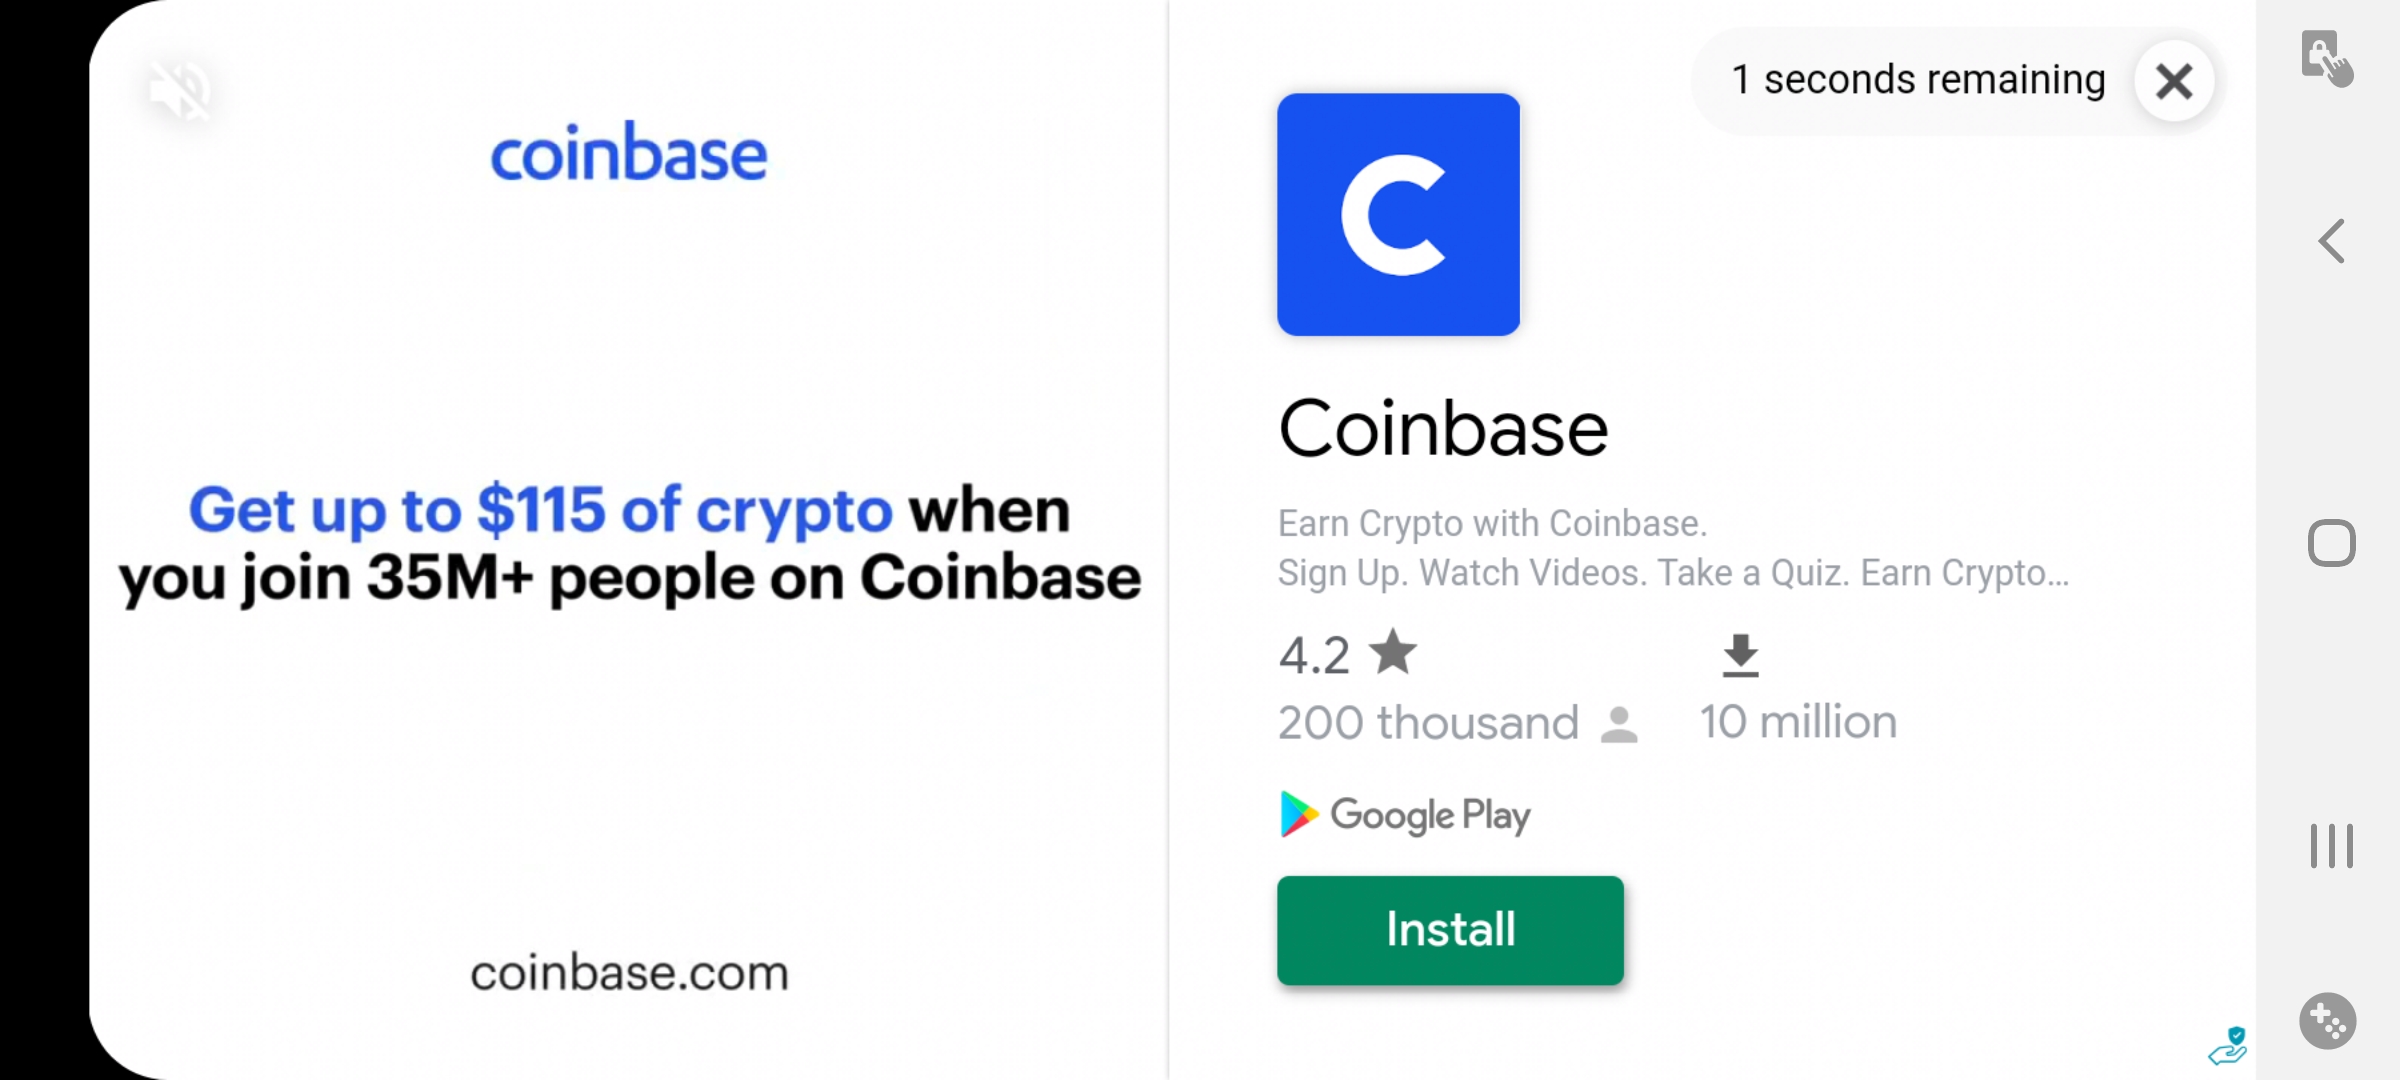 coinbase
Get up to $115 of crypto when
you join 35M+ people on Coinbase
coinbase.com
1 seconds remaining
C
Coinbase
Earn Crypto with Coinbase.
Sign Up. Watch Videos. Take a Quiz. Earn Crypto...
4.2
200 thousand
10 million
Google Play
Install